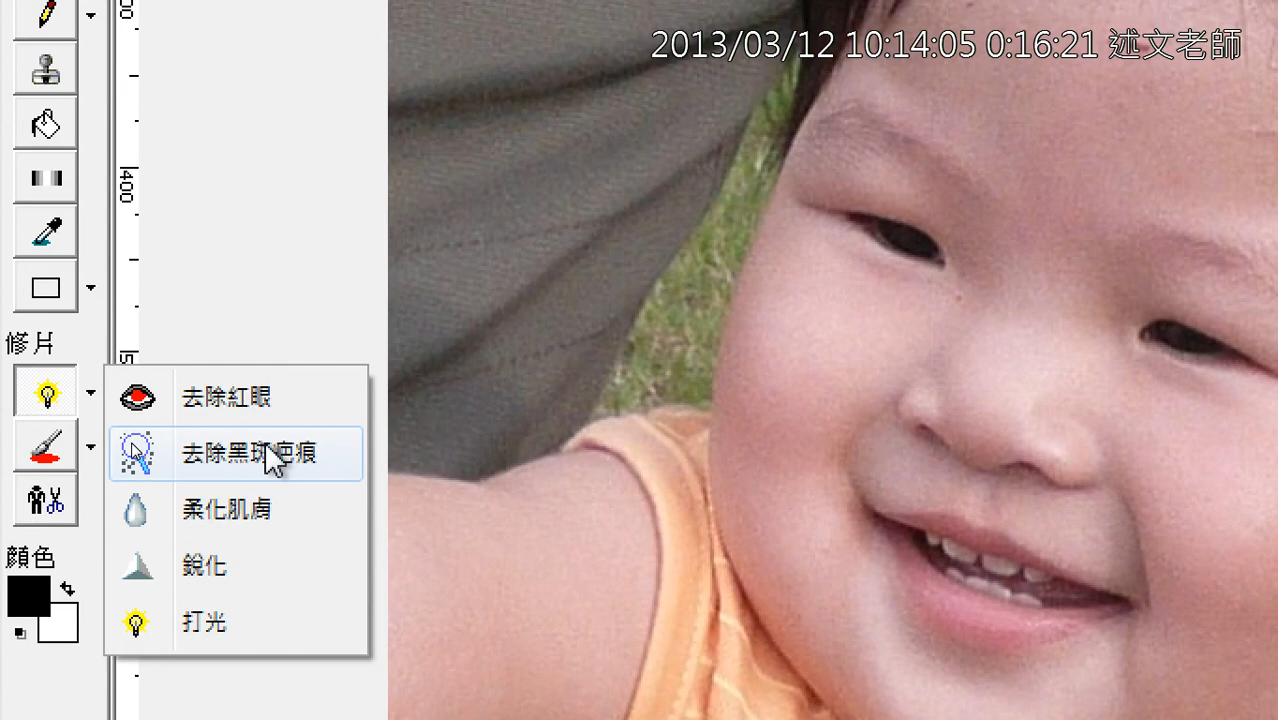 2013/03/12 10:14:05 0:16:21 述文老師
400
修片
去除紅眼
去除黑斑疤痕
柔化肌膚
銳化
打光
顏色